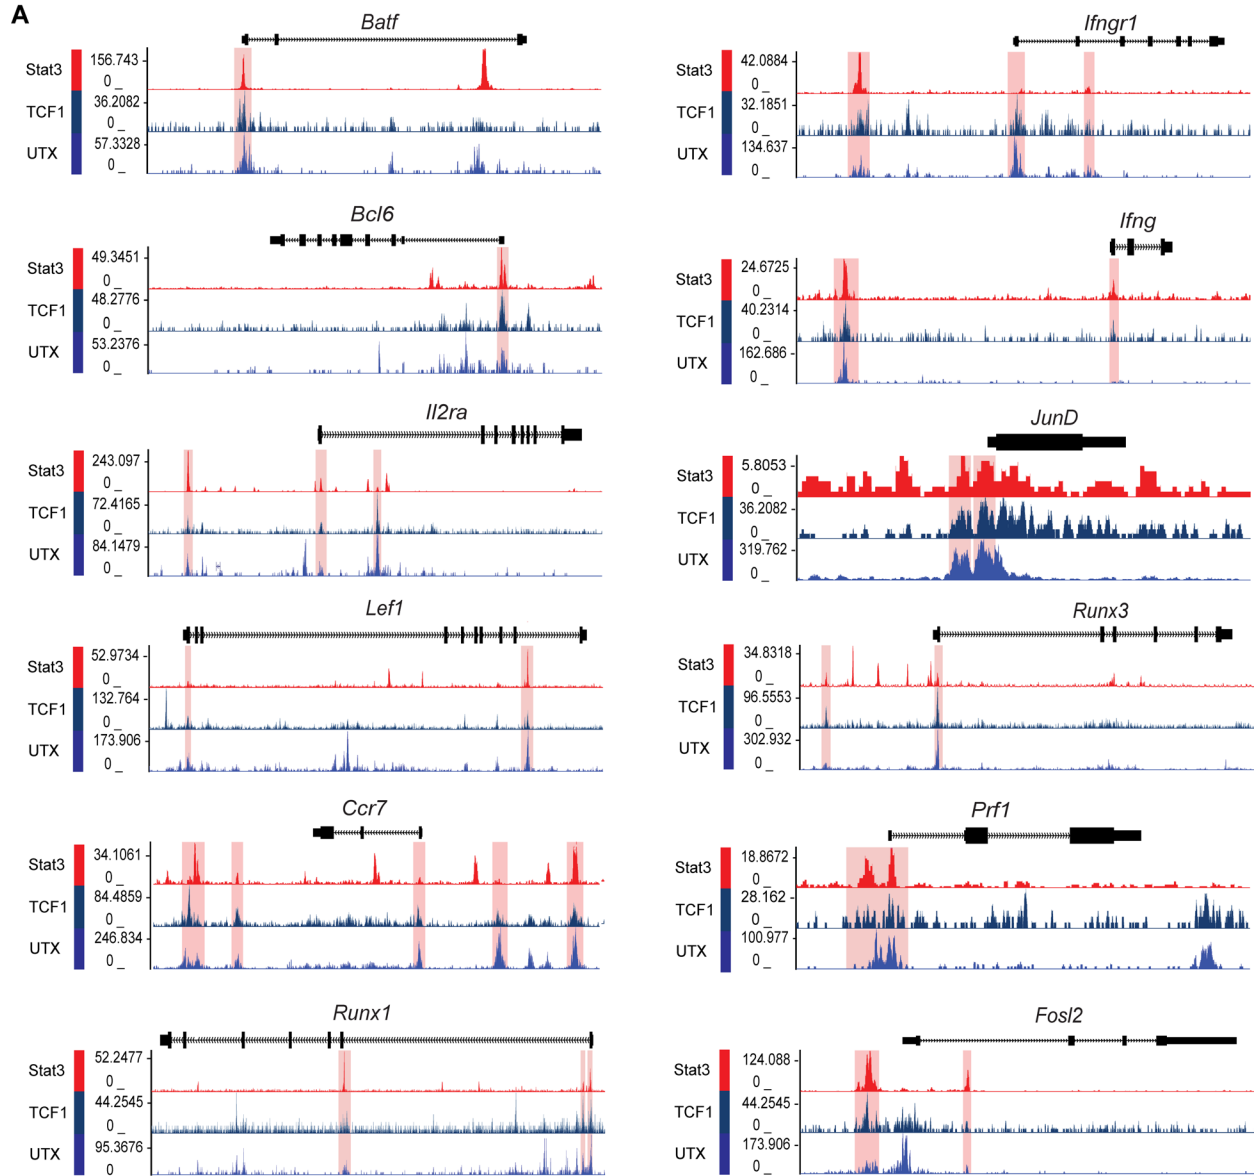 A
Batf
Stat3
156.743
0
TCF1
36.2082
0
UTX
57.3328
0
Ifngr1
Stat3
42.0884
0
TCF1
32.1851
0
UTX
134.637
0
Bcl6
Stat3
49.3451
0
TCF1
48.2776
0
UTX
53.2376
0
Ifng
Stat3
24.6725
0
TCF1
40.2314
0
UTX
162.686
0
Il2ra
Stat3
243.097
0
TCF1
72.4165
0
UTX
84.1479
0
JunD
Stat3
5.8053
0
TCF1
36.2082
0
UTX
319.762
0
Lef1
Stat3
52.9734
0
TCF1
132.764
0
UTX
173.906
0
Runx3
Stat3
34.8318
0
TCF1
96.5553
0
UTX
302.932
0
Ccr7
Stat3
34.1061
0
TCF1
84.4859
0
UTX
246.834
0
Prf1
Stat3
18.8672
0
TCF1
28.162
0
UTX
100.977
0
Runx1
Stat3
52.2477
0
TCF1
44.2545
0
UTX
95.3676
0
Fosl2
Stat3
124.088
0
TCF1
44.2545
0
UTX
173.906
0